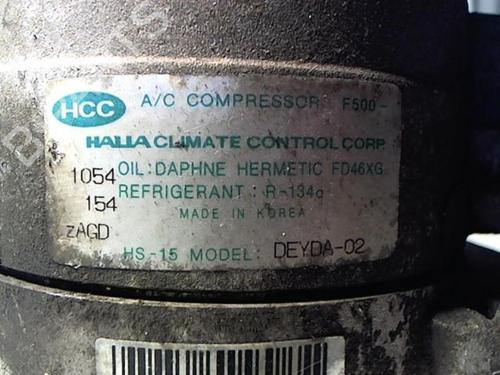 HCC A/C COMPRESSOR F500-
HALLA CLIMATE CONTROL CORP.
OIL: DAPHNE HERMETIC FD46XG
1054
REFRIGERANT : R-134a
154
MADE IN KOREA
zAGD
HS-15 MODEL: DEYDA-02